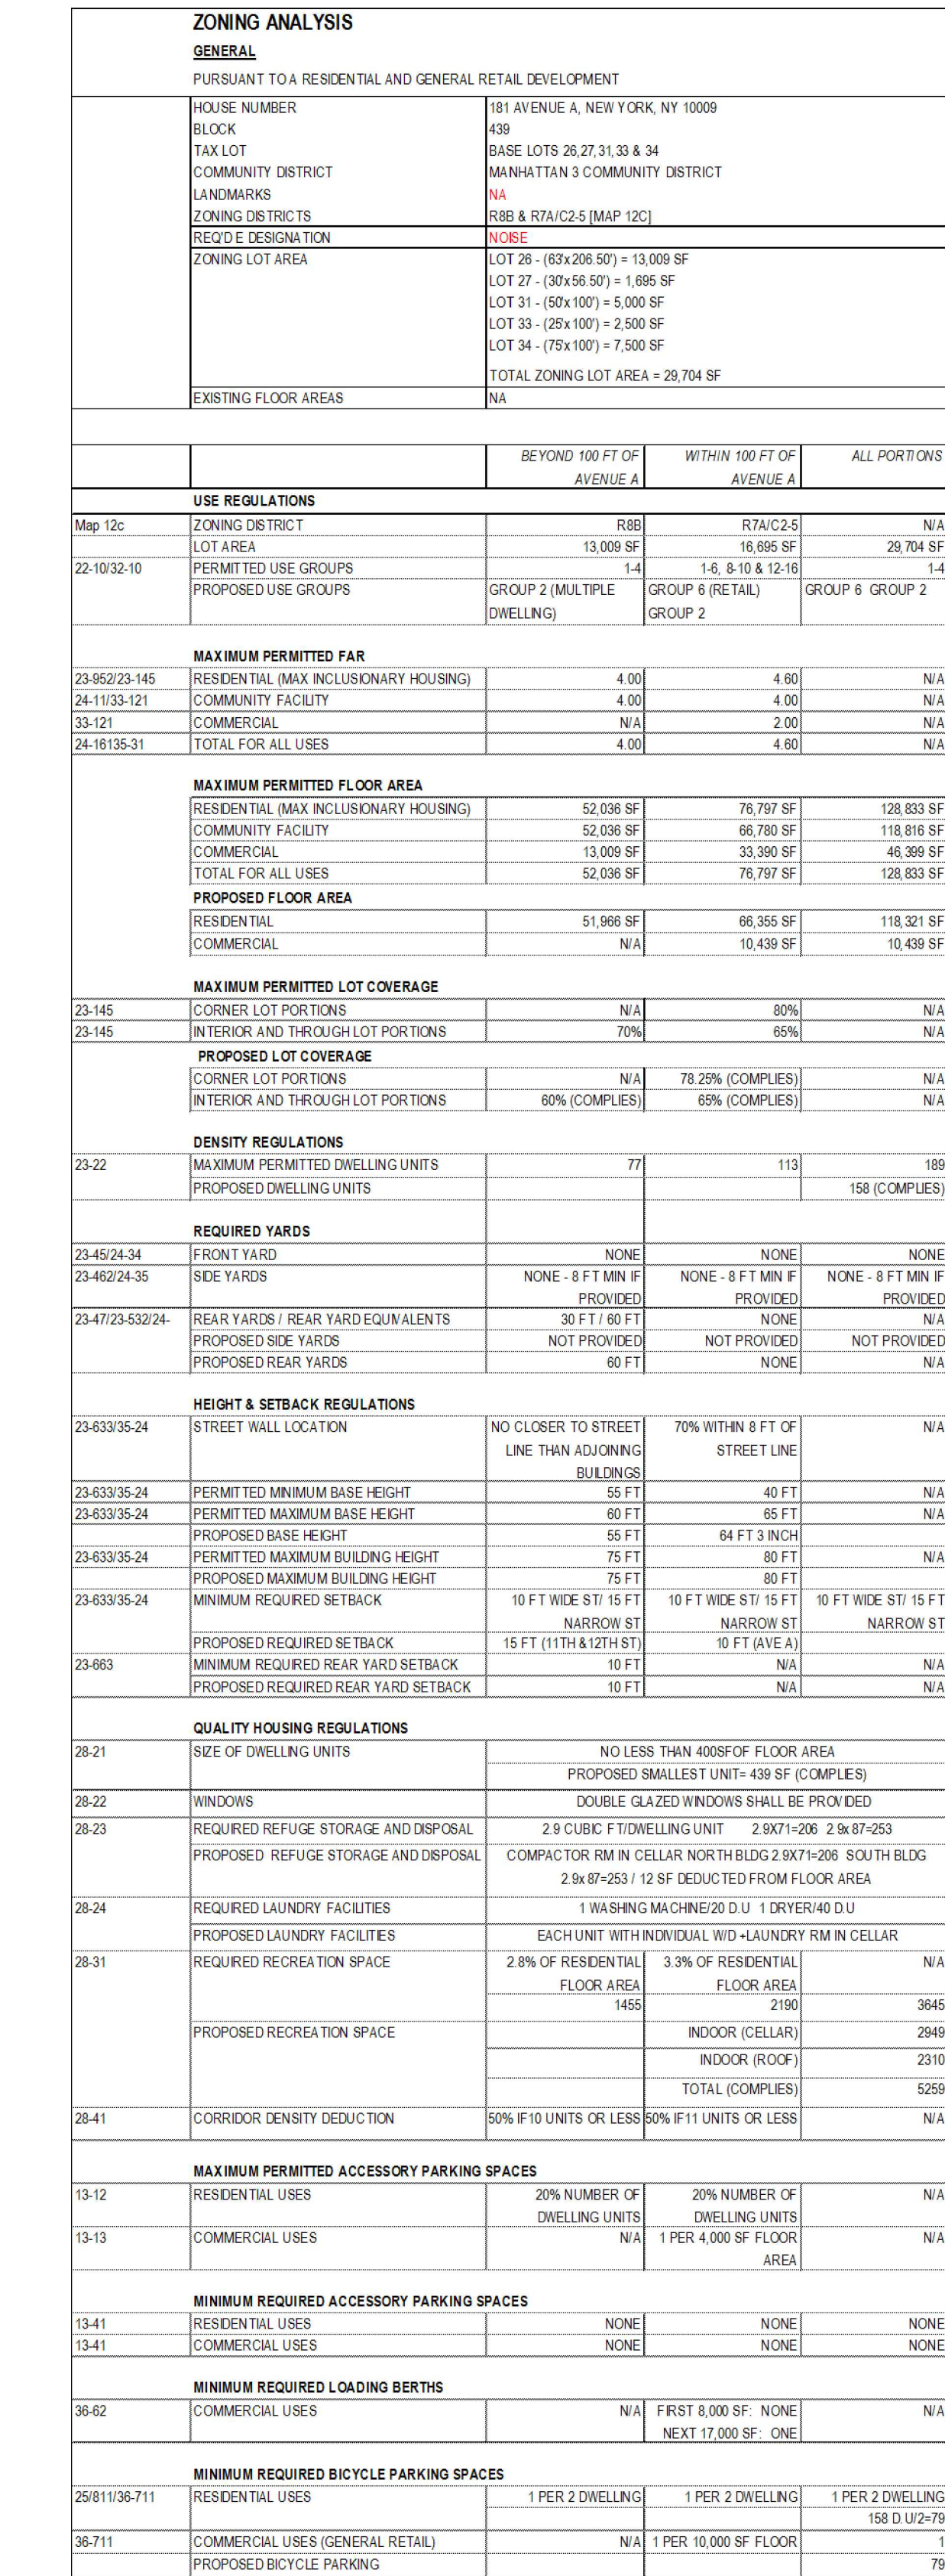 ZONING ANALYSIS
GENERAL
PURSUANT TO A RESIDENTIAL AND GENERAL RETAIL DEVELOPMENT
HOUSE NUMBER 181 AVENUE A, NEW YORK, NY 10009
BLOCK 439
TAX LOT BASE LOTS 26,27,31,33 & 34
COMMUNITY DISTRICT MANHATTAN 3 COMMUNITY DISTRICT
LANDMARKS NA
ZONING DISTRICTS R8B & R7A/C2-5 [MAP 12C]
REQ'D E DESIGNATION NOISE
ZONING LOT AREA LOT 26 - (63'x206.50') = 13,009 SF
LOT 27 - (30'x56.50') = 1,695 SF
LOT 31 - (50'x100') = 5,000 SF
LOT 33 - (25'x100') = 2,500 SF
LOT 34 - (75'x100') = 7,500 SF
TOTAL ZONING LOT AREA = 29,704 SF
EXISTING FLOOR AREAS NA
BEYOND 100 FT OF WITHIN 100 FT OF ALL PORTIONS
AVENUE A AVENUE A
USE REGULATIONS
Map 12c ZONING DISTRICT R8B R7A/C2-5 N/A
LOT AREA 13,009 SF 16,695 SF 29,704 SF
22-10/32-10 PERMITTED USE GROUPS 1-4 1-6, 8-10 & 12-16 1-4
PROPOSED USE GROUPS GROUP 2 (MULTIPLE GROUP 6 (RETAIL) GROUP 6 GROUP 2
DWELLING) GROUP 2
MAXIMUM PERMITTED FAR
23-952/23-145 RESIDENTIAL (MAX INCLUSIONARY HOUSING) 4.00 4.60 N/A
24-11/33-121 COMMUNITY FACILITY 4.00 4.00 N/A
33-121 COMMERCIAL N/A 2.00 N/A
24-16135-31 TOTAL FOR ALL USES 4.00 4.60 N/A
MAXIMUM PERMITTED FLOOR AREA
RESIDENTIAL (MAX INCLUSIONARY HOUSING) 52,036 SF 76,797 SF 128,833 SF
COMMUNITY FACILITY 52,036 SF 66,780 SF 118,816 SF
COMMERCIAL 13,009 SF 33,390 SF 46,399 SF
TOTAL FOR ALL USES 52,036 SF 76,797 SF 128,833 SF
PROPOSED FLOOR AREA
RESIDENTIAL 51,966 SF 66,355 SF 118,321 SF
COMMERCIAL N/A 10,439 SF 10,439 SF
MAXIMUM PERMITTED LOT COVERAGE
23-145 CORNER LOT PORTIONS N/A 80% N/A
23-145 INTERIOR AND THROUGH LOT PORTIONS 70% 65% N/A
PROPOSED LOT COVERAGE
CORNER LOT PORTIONS N/A 78.25% (COMPLIES) N/A
INTERIOR AND THROUGH LOT PORTIONS 60% (COMPLIES) 65% (COMPLIES) N/A
DENSITY REGULATIONS
23-22 MAXIMUM PERMITTED DWELLING UNITS 77 113 189
PROPOSED DWELLING UNITS 158 (COMPLIES)
REQUIRED YARDS
23-45/24-34 FRONT YARD NONE NONE NONE
23-462/24-35 SIDE YARDS NONE - 8 FT MIN IF NONE - 8 FT MIN IF NONE - 8 FT MIN IF
PROVIDED PROVIDED PROVIDED
23-47/23-532/24- REAR YARDS / REAR YARD EQUIVALENTS 30 FT / 60 FT NONE N/A
PROPOSED SIDE YARDS NOT PROVIDED NOT PROVIDED NOT PROVIDED
PROPOSED REAR YARDS 60 FT NONE N/A
HEIGHT & SETBACK REGULATIONS
23-633/35-24 STREET WALL LOCATION NO CLOSER TO STREET 70% WITHIN 8 FT OF N/A
LINE THAN ADJOINING STREET LINE
BUILDINGS
23-633/35-24 PERMITTED MINIMUM BASE HEIGHT 55 FT 40 FT N/A
23-633/35-24 PERMITTED MAXIMUM BASE HEIGHT 60 FT 65 FT N/A
PROPOSED BASE HEIGHT 55 FT 64 FT 3 INCH
23-633/35-24 PERMITTED MAXIMUM BUILDING HEIGHT 75 FT 80 FT N/A
PROPOSED MAXIMUM BUILDING HEIGHT 75 FT 80 FT
23-633/35-24 MINIMUM REQUIRED SETBACK 10 FT WIDE ST/ 15 FT 10 FT WIDE ST/ 15 FT 10 FT WIDE ST/ 15 FT
NARROW ST NARROW ST NARROW ST
PROPOSED REQUIRED SETBACK 15 FT (11TH &12TH ST) 10 FT (AVE A)
23-663 MINIMUM REQUIRED REAR YARD SETBACK 10 FT N/A N/A
PROPOSED REQUIRED REAR YARD SETBACK 10 FT N/A N/A
QUALITY HOUSING REGULATIONS
28-21 SIZE OF DWELLING UNITS NO LESS THAN 400SFOF FLOOR AREA
PROPOSED SMALLEST UNIT= 439 SF (COMPLIES)
28-22 WINDOWS DOUBLE GLAZED WINDOWS SHALL BE PROVIDED
28-23 REQUIRED REFUGE STORAGE AND DISPOSAL 2.9 CUBIC FT/DWELLING UNIT 2.9X71=206 2.9x 87=253
PROPOSED REFUGE STORAGE AND DISPOSAL COMPACTOR RM IN CELLAR NORTH BLDG 2.9X71=206 SOUTH BLDG
2.9x 87=253 / 12 SF DEDUCTED FROM FLOOR AREA
28-24 REQUIRED LAUNDRY FACILITIES 1 WASHING MACHINE/20 D.U 1 DRYER/40 D.U
PROPOSED LAUNDRY FACILITIES EACH UNIT WITH INDIVIDUAL W/D +LAUNDRY RM IN CELLAR
28-31 REQUIRED RECREATION SPACE 2.8% OF RESIDENTIAL 3.3% OF RESIDENTIAL N/A
FLOOR AREA FLOOR AREA
1455 2190 3645
PROPOSED RECREATION SPACE INDOOR (CELLAR) 2949
INDOOR (ROOF) 2310
TOTAL (COMPLIES) 5259
28-41 CORRIDOR DENSITY DEDUCTION 50% IF10 UNITS OR LESS 50% IF11 UNITS OR LESS N/A
MAXIMUM PERMITTED ACCESSORY PARKING SPACES
13-12 RESIDENTIAL USES 20% NUMBER OF 20% NUMBER OF N/A
DWELLING UNITS DWELLING UNITS
13-13 COMMERCIAL USES N/A 1 PER 4,000 SF FLOOR N/A
AREA
MINIMUM REQUIRED ACCESSORY PARKING SPACES
13-41 RESIDENTIAL USES NONE NONE NONE
13-41 COMMERCIAL USES NONE NONE NONE
MINIMUM REQUIRED LOADING BERTHS
36-62 COMMERCIAL USES N/A FIRST 8,000 SF: NONE N/A
NEXT 17,000 SF: ONE
MINIMUM REQUIRED BICYCLE PARKING SPACES
25/811/36-711 RESIDENTIAL USES 1 PER 2 DWELLING 1 PER 2 DWELLING 1 PER 2 DWELLING
158 D.U/2=79
36-711 COMMERCIAL USES (GENERAL RETAIL) N/A 1 PER 10,000 SF FLOOR 1
PROPOSED BICYCLE PARKING 79